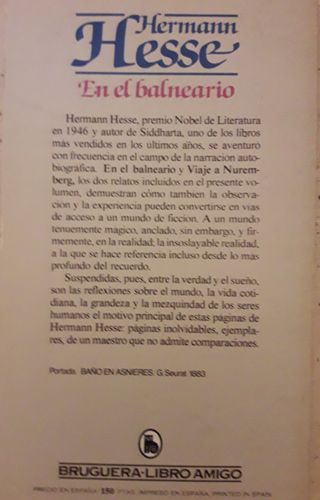 Hermann
Hesse
En el balneario
Hermann Hesse, premio Nobel de Literatura
en 1946 y autor de Siddharta, uno de los libros
más vendidos en los últimos años, se aventuró
con frecuencia en el campo de la narración auto-
biográfica. En el balneario y Viaje a Nurem-
berg, los dos relatos incluidos en el presente vo-
lumen, demuestran cómo también la observa-
ción y la experiencia pueden convertirse en vías
de acceso a un mundo de ficción. A un mundo
tenuemente mágico, anclado, sin embargo, y fir-
memente, en la realidad; la insoslayable realidad,
a la que se hace referencia incluso desde lo más
profundo del recuerdo.
Suspendidas, pues, entre la verdad y el sueño,
son las reflexiones sobre el mundo, la vida coti-
diana, la grandeza y la mezquindad de los seres
humanos el motivo principal de estas páginas de
Hermann Hesse: páginas inolvidables, ejempla-
res, de un maestro que no admite comparaciones.
Portada: BAÑO EN ASNIERES. G. Seurat 1883
BRUGUERA·LIBRO AMIGO
PRECIO EN ESPAÑA: 150 PTAS. IMPRESO EN ESPAÑA, PRINTED IN SPAIN